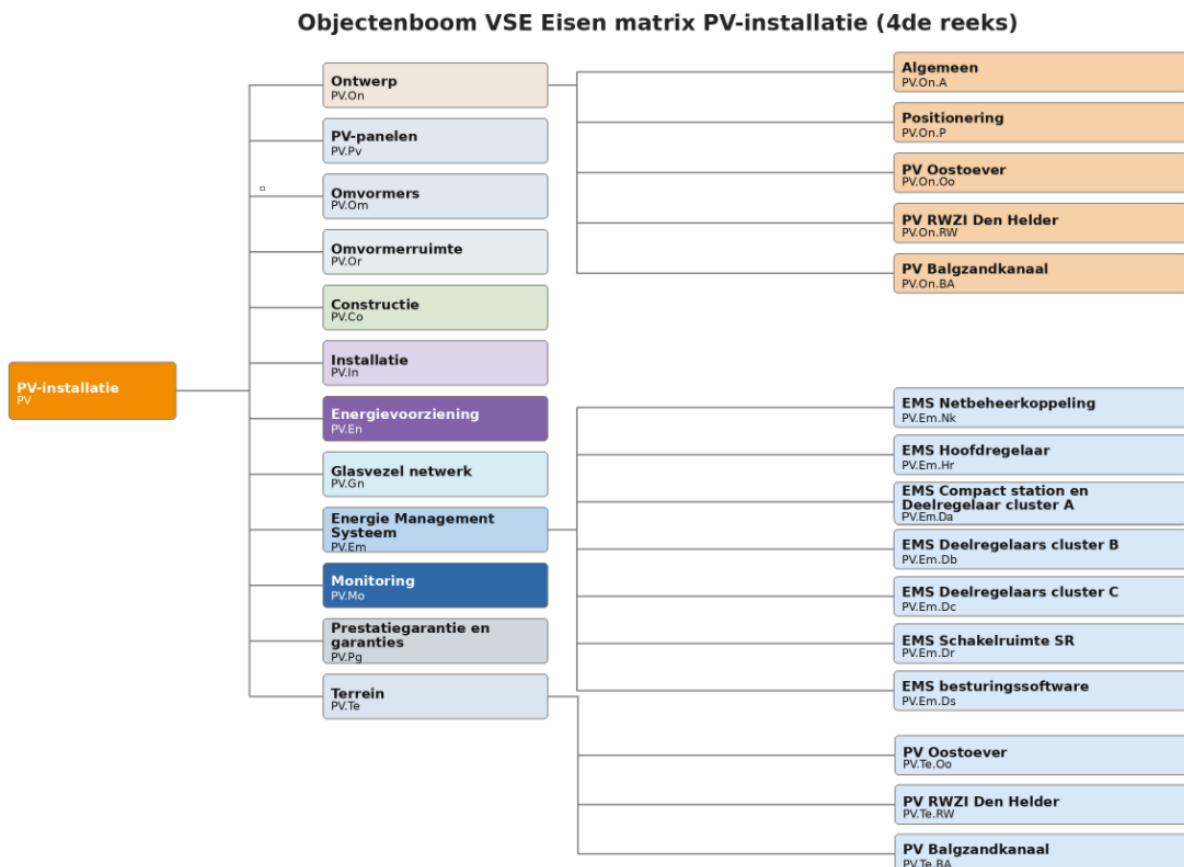 Objectenboom VSE Eisen matrix PV-installatie (4de reeks)
PV-installatie
PV
Ontwerp
PV.On
PV-panelen
PV.Pv
Omvormers
PV.Om
Omvormerruimte
PV.Or
Constructie
PV.Co
Installatie
PV.In
Energievoorziening
PV.En
Glasvezel netwerk
PV.Gn
Energie Management
Systeem
PV.Em
Monitoring
PV.Mo
Prestatiegarantie en
garanties
PV.Pg
Terrein
PV.Te
Algemeen
PV.On.A
Positionering
PV.On.P
PV Oostoever
PV.On.Oo
PV RWZI Den Helder
PV.On.RW
PV Balgzandkanaal
PV.On.BA
EMS Netbeheerkoppeling
PV.Em.Nk
EMS Hoofdregelaar
PV.Em.Hr
EMS Compact station en
Deelregelaar cluster A
PV.Em.Da
EMS Deelregelaars cluster B
PV.Em.Db
EMS Deelregelaars cluster C
PV.Em.Dc
EMS Schakelruimte SR
PV.Em.Dr
EMS besturingssoftware
PV.Em.Ds
PV Oostoever
PV.Te.Oo
PV RWZI Den Helder
PV.Te.RW
PV Balgzandkanaal
PV.Te.BA